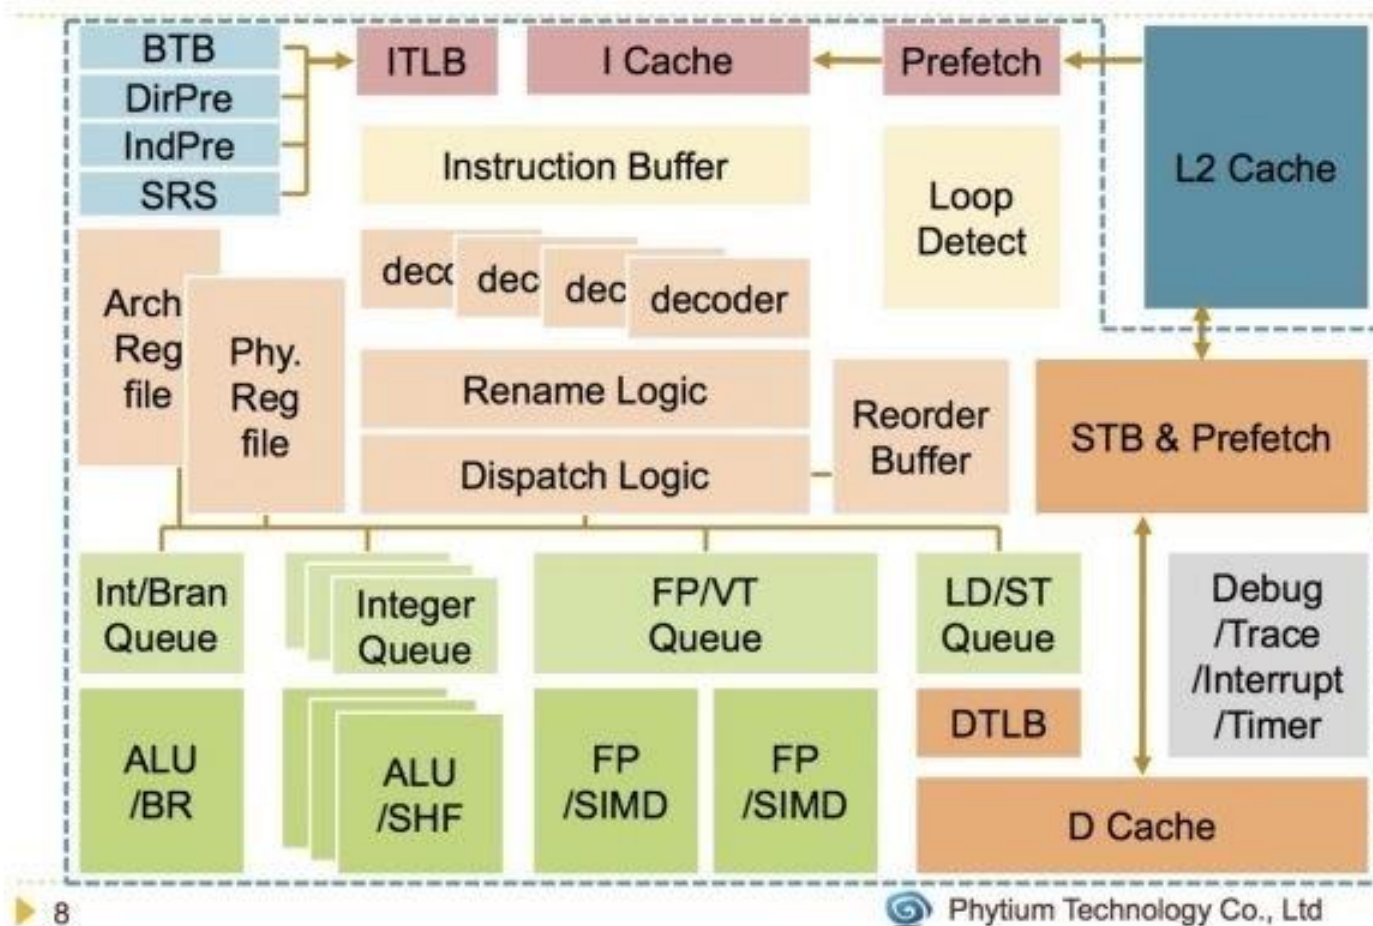 BTB
DirPre
IndPre
SRS
ITLB
I Cache
Prefetch
L2 Cache
Instruction Buffer
Loop
Detect
Arch.
Reg
file
Phy.
Reg
file
decoder
Rename Logic
Dispatch Logic
Reorder
Buffer
STB & Prefetch
Int/Bran
Queue
Integer
Queue
FP/VT
Queue
LD/ST
Queue
Debug
/Trace
/Interrupt
/Timer
ALU
/BR
ALU
/SHF
FP
/SIMD
FP
/SIMD
DTLB
D Cache
8
Phytium Technology Co., Ltd